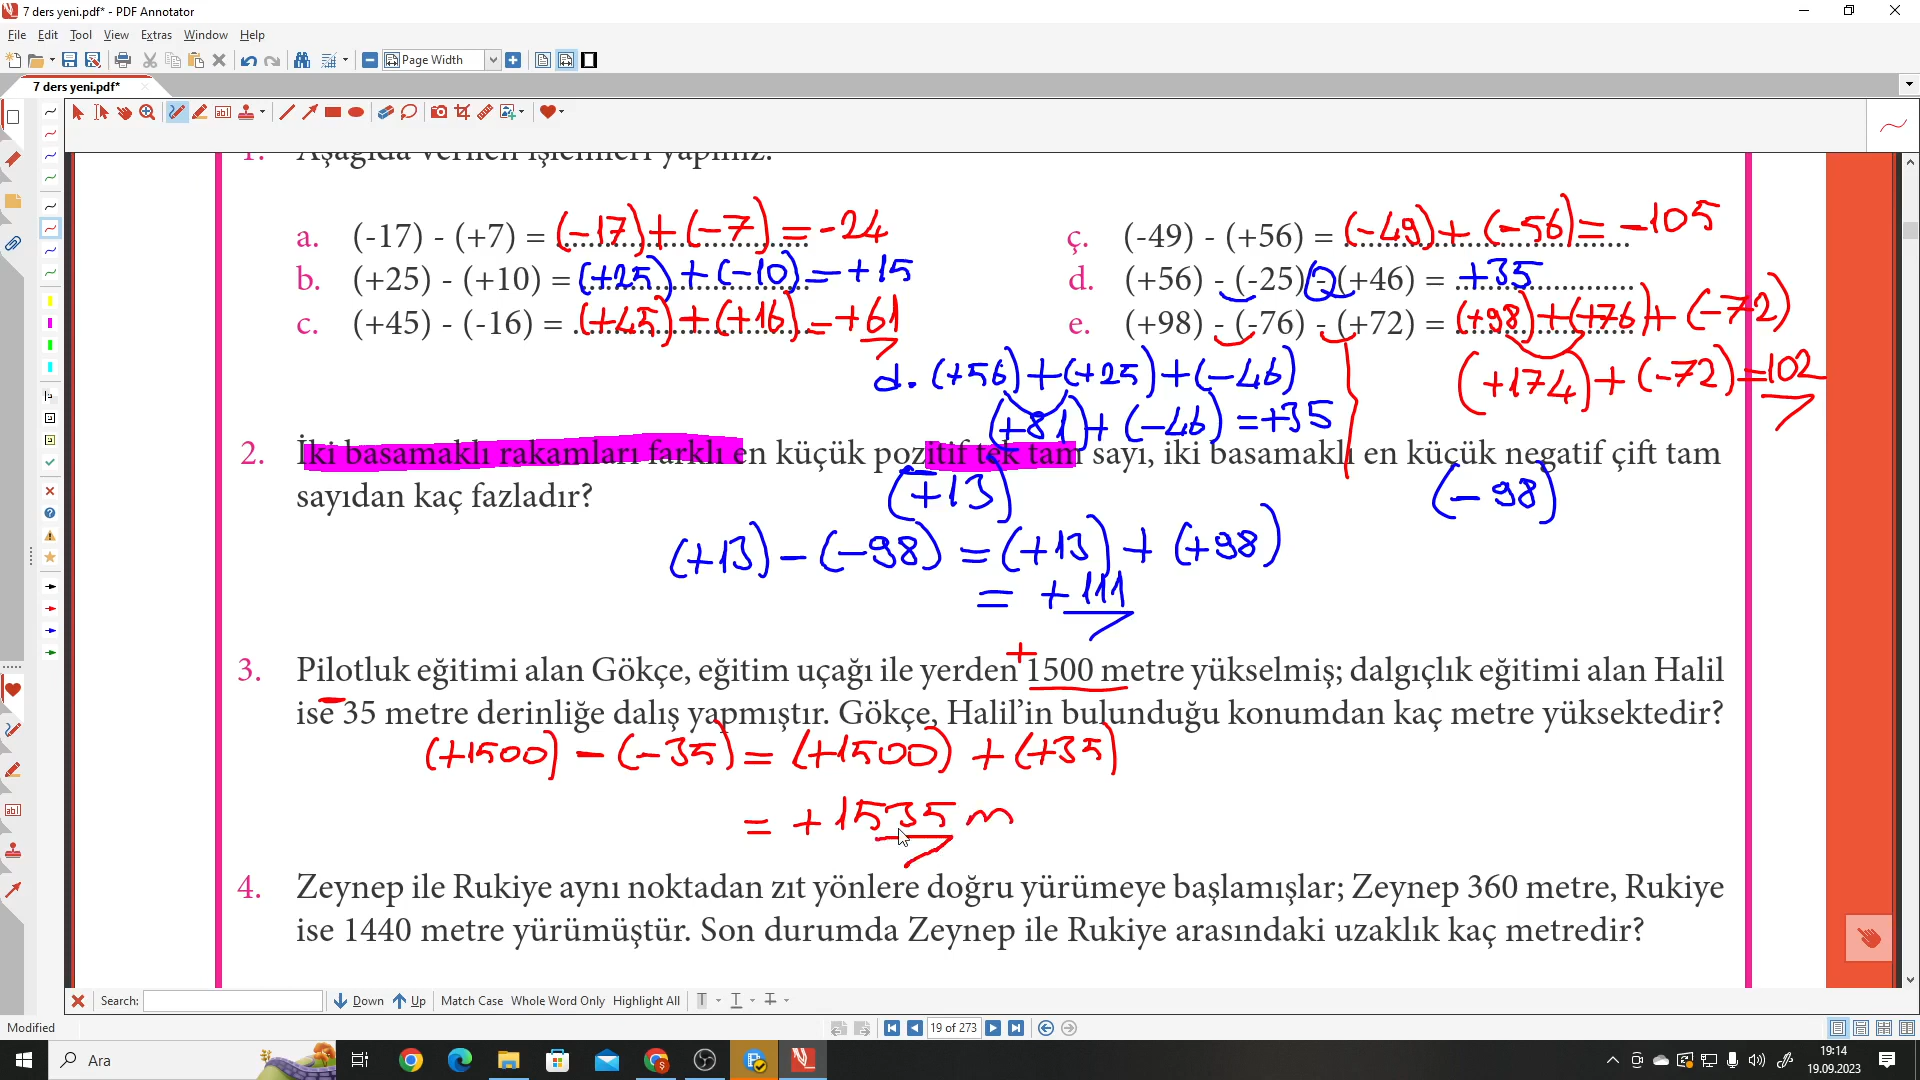 7 ders yeni.pdf* - PDF Annotator
File Edit Tool View Extras Window Help
Page Width
7 ders yeni.pdf*
1. Aşağıda verilen işlemleri yapınız.
a. (-17) - (+7) = (-17)+(-7)=-24
b. (+25) - (+10) = (+25)+(-10)=+15
c. (+45) - (-16) = (+45)+(+16)=+61
ç. (-49) - (+56) = (-49)+(-56)=-105
d. (+56) - (-25) - (+46) = +35
e. (+98) - (-76) - (+72) = (+98)+(+76)+(-72)
(+174)+(-72)=102
d. (+56)+(+25)+(-46)
(+81)+(-46)=+35
2. İki basamaklı rakamları farklı en küçük pozitif tek tam sayı, iki basamaklı en küçük negatif çift tam
sayıdan kaç fazladır?
(+13) (-98)
(+13)-(-98)=(+13)+(+98)
= +111
+
3. Pilotluk eğitimi alan Gökçe, eğitim uçağı ile yerden 1500 metre yükselmiş; dalgıçlık eğitimi alan Halil
ise 35 metre derinliğe dalış yapmıştır. Gökçe, Halil’in bulunduğu konumdan kaç metre yüksektedir?
(+1500)-(-35)=(+1500)+(+35)
= +1535 m
4. Zeynep ile Rukiye aynı noktadan zıt yönlere doğru yürümeye başlamışlar; Zeynep 360 metre, Rukiye
ise 1440 metre yürümüştür. Son durumda Zeynep ile Rukiye arasındaki uzaklık kaç metredir?
Search: Down Up Match Case Whole Word Only Highlight All
Modified 19 of 273
Ara
19:14
19.09.2023